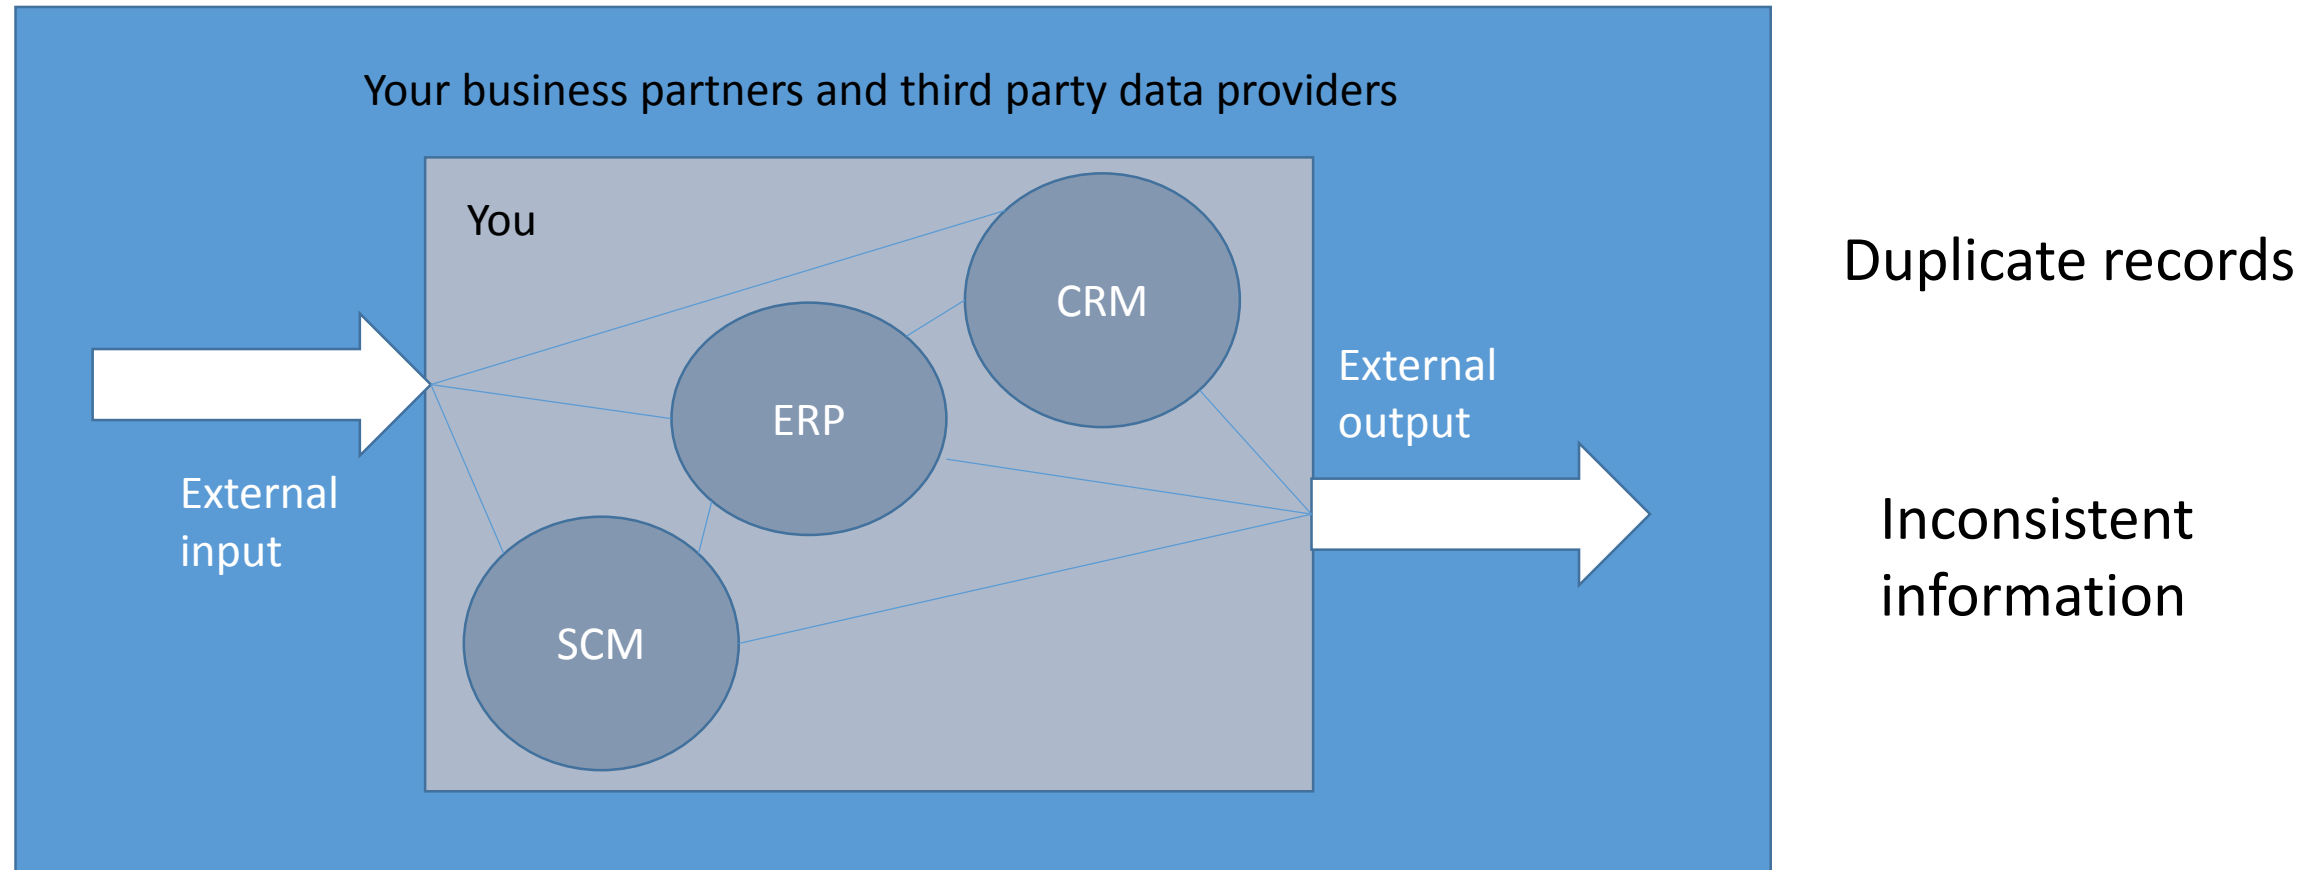 Your business partners and third party data providers
You
CRM
ERP
SCM
External
input
External
output
Duplicate records
Inconsistent
information